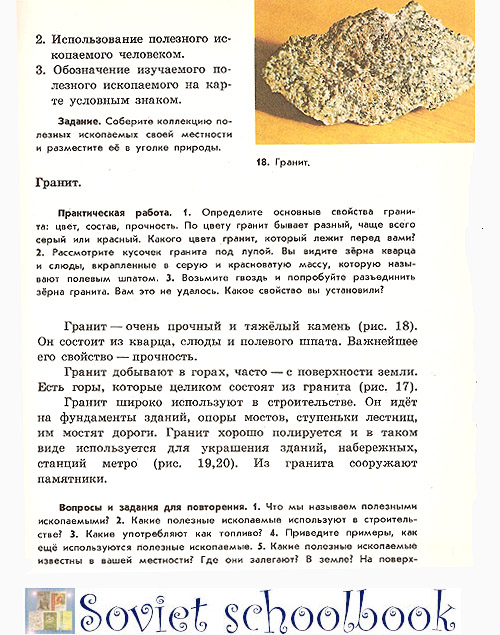 2. Использование полезного ис-
копаемого человеком.
3. Обозначение изучаемого по-
лезного ископаемого на кар-
те условным знаком.
Задание. Соберите коллекцию по-
лезных ископаемых своей местности
и разместите её в уголке природы.
18. Гранит.
Гранит.
Практическая работа. 1. Определите основные свойства грани-
та: цвет, состав, прочность. По цвету гранит бывает разный, чаще всего
серый или красный. Какого цвета гранит, который лежит перед вами?
2. Рассмотрите кусочек гранита под лупой. Вы видите зёрна кварца
и слюды, вкрапленные в серую и красноватую массу, которую назы-
вают полевым шпатом. 3. Возьмите гвоздь и попробуйте разъединить
зёрна гранита. Вам это не удалось. Какое свойство вы установили?
Гранит — очень прочный и тяжёлый камень (рис. 18).
Он состоит из кварца, слюды и полевого шпата. Важнейшее
его свойство — прочность.
Гранит добывают в горах, часто — с поверхности земли.
Есть горы, которые целиком состоят из гранита (рис. 17).
Гранит широко используют в строительстве. Он идёт
на фундаменты зданий, опоры мостов, ступеньки лестниц,
им мостят дороги. Гранит хорошо полируется и в таком
виде используется для украшения зданий, набережных,
станций метро (рис. 19,20). Из гранита сооружают
памятники.
Вопросы и задания для повторения. 1. Что мы называем полезными
ископаемыми? 2. Какие полезные ископаемые используют в строитель-
стве? 3. Какие употребляют как топливо? 4. Приведите примеры, как
ещё используются полезные ископаемые. 5. Какие полезные ископаемые
известны в вашей местности? Где они залегают? В земле? На поверх-
Soviet schoolbook